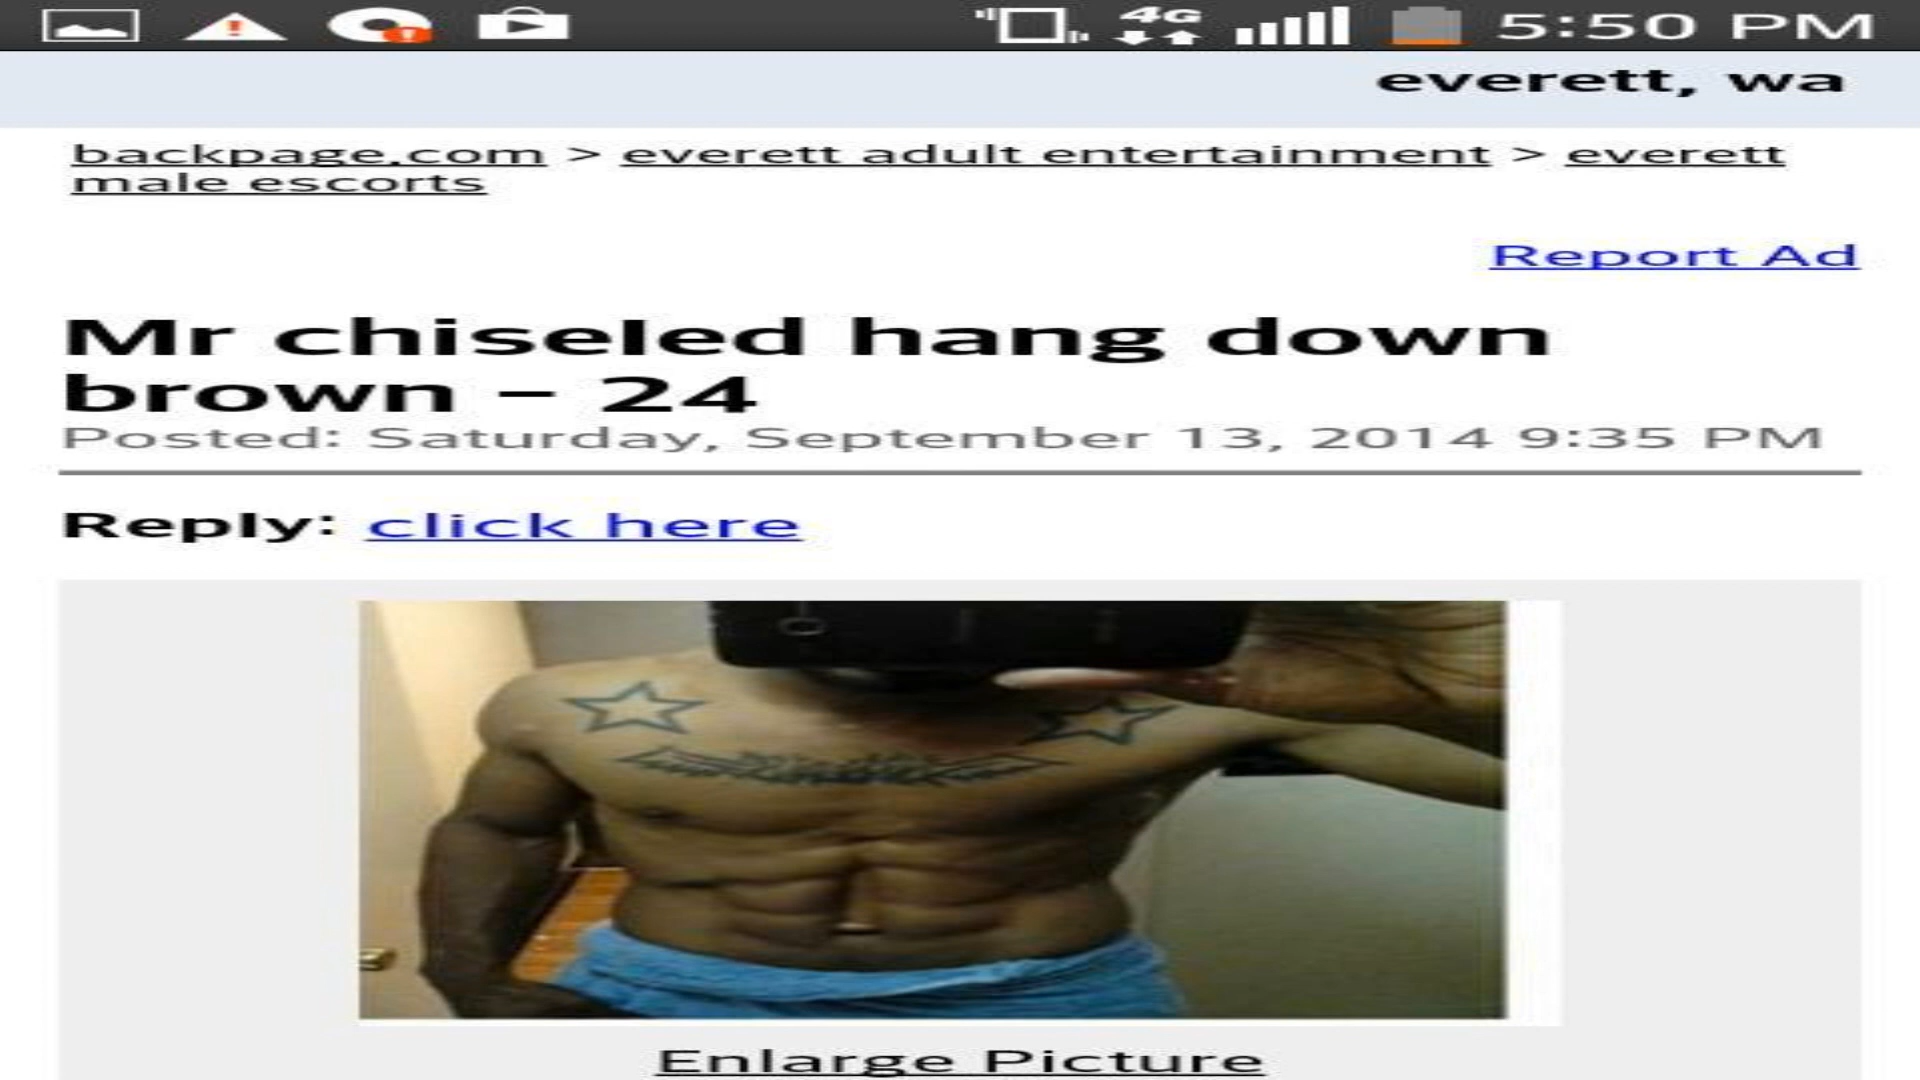 4G 5:50 PM
everett, wa
backpage.com > everett adult entertainment > everett
male escorts
Report Ad
Mr chiseled hang down
brown – 24
Posted: Saturday, September 13, 2014 9:35 PM
Reply: click here
Enlarge Picture